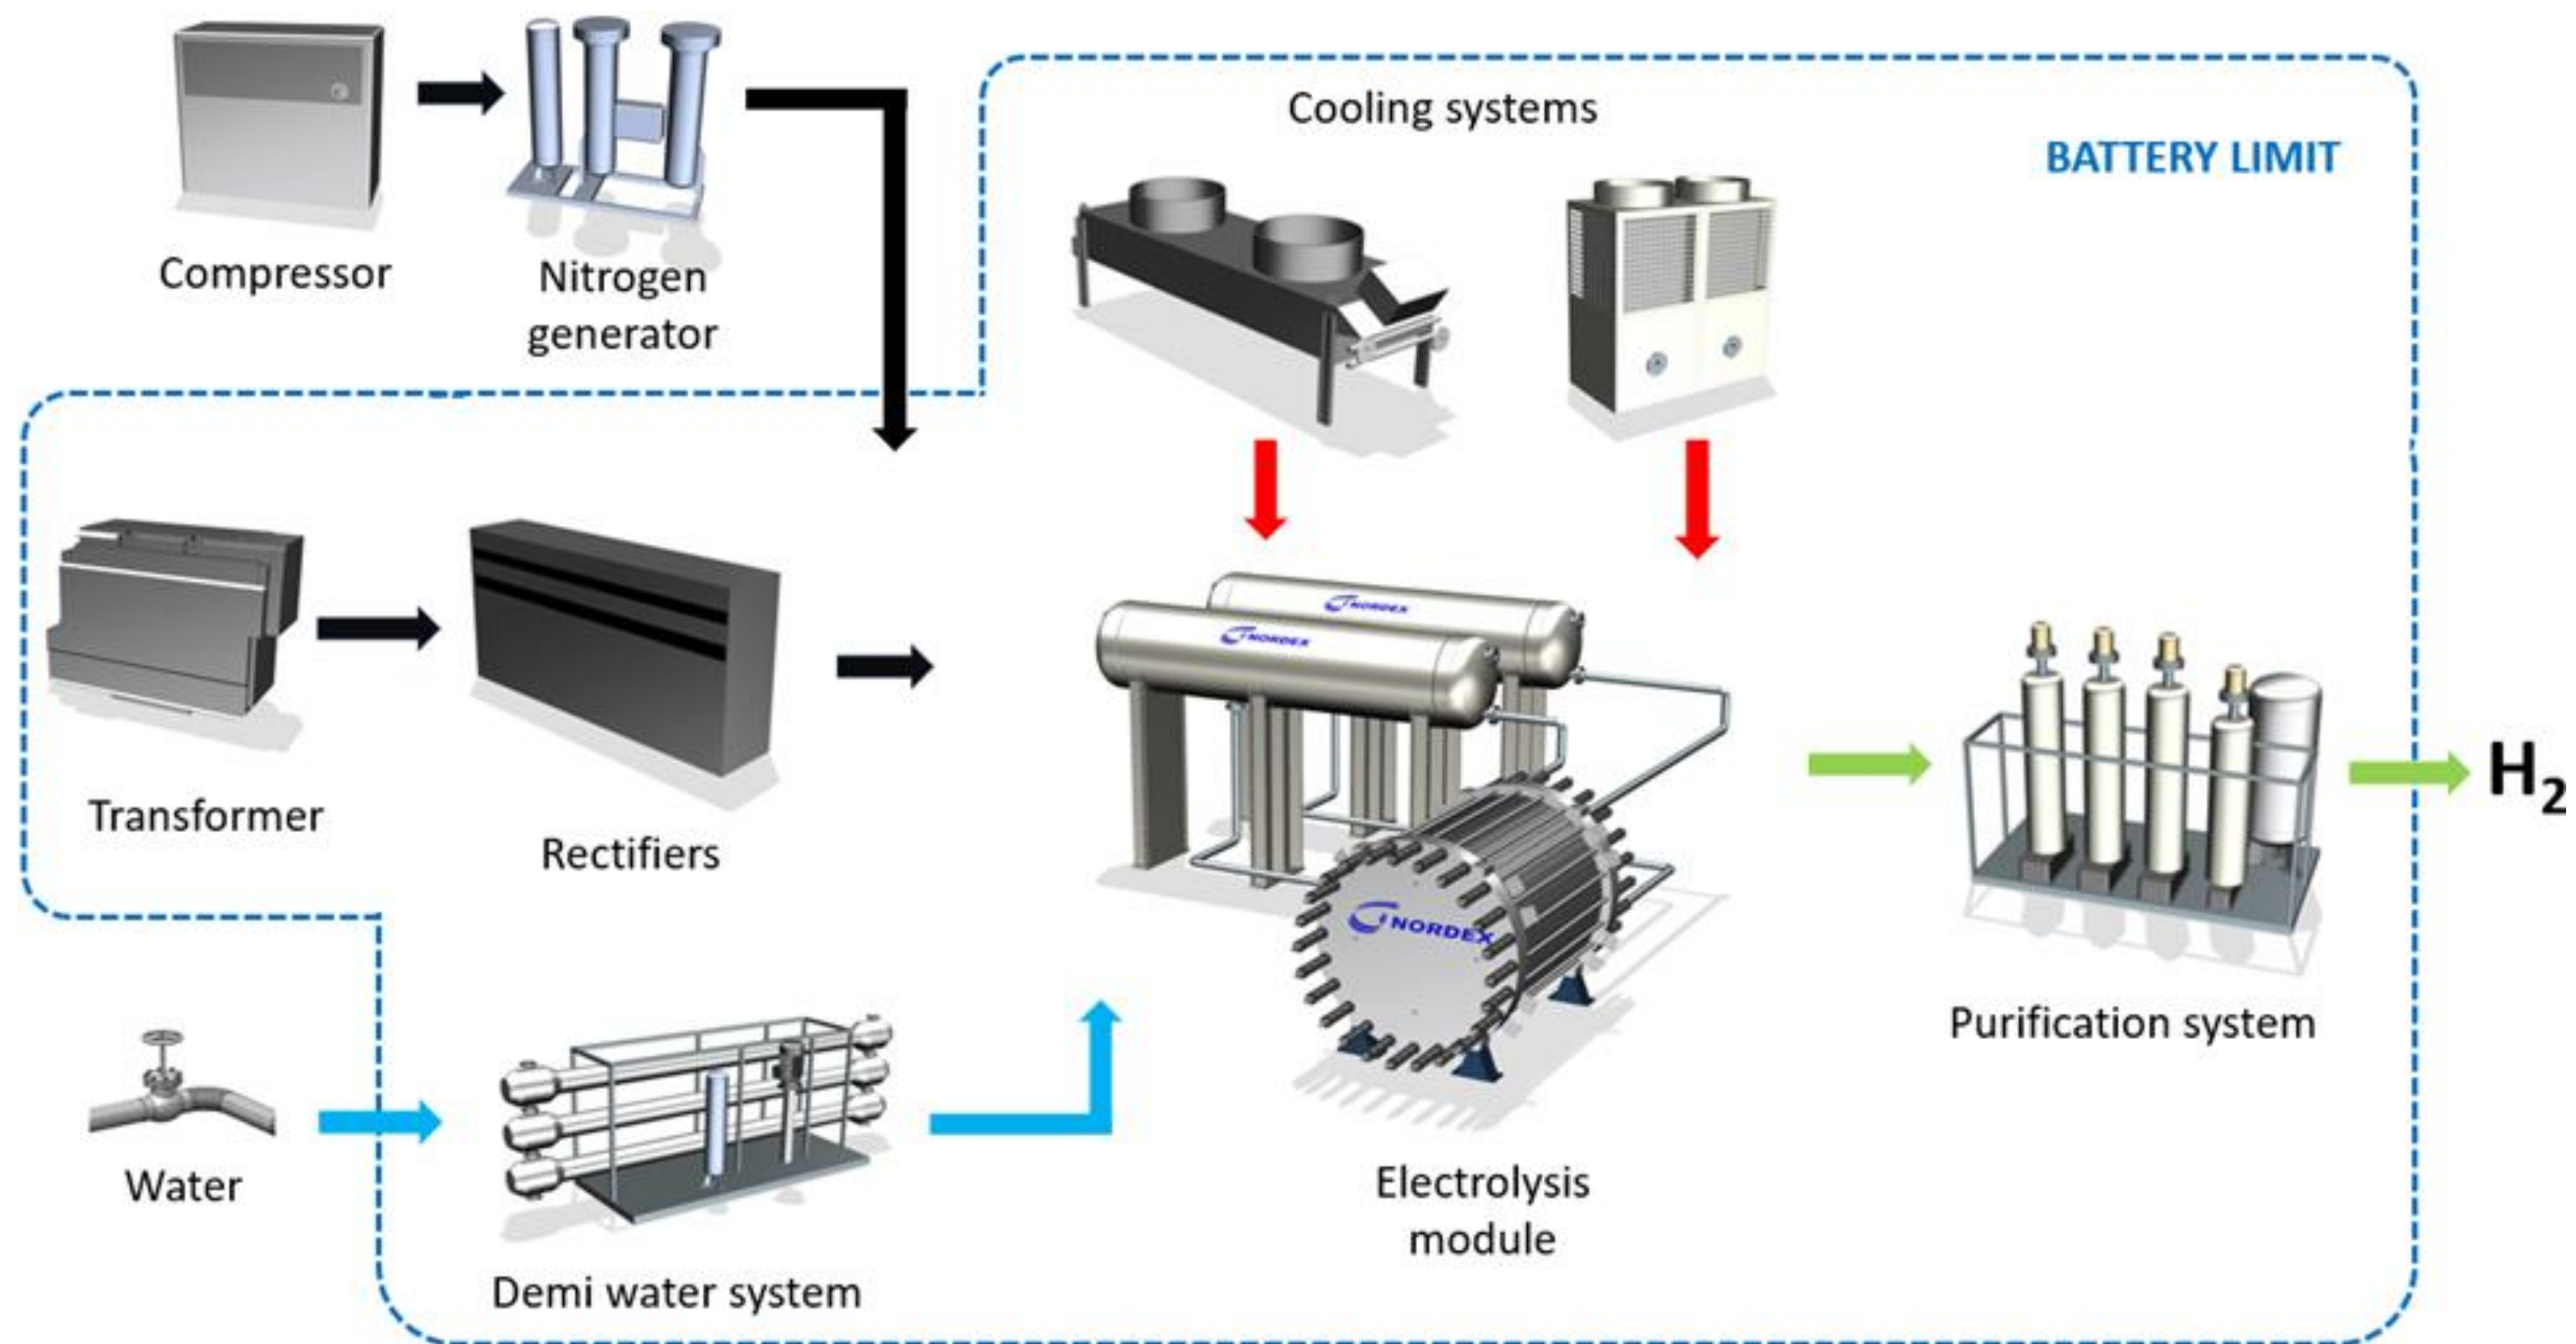 Cooling systems
BATTERY LIMIT
Compressor
Nitrogen
generator
NORDEX
NORDEX
Transformer
Rectifiers
H₂
NORDEX
Purification system
Water
Electrolysis
module
Demi water system